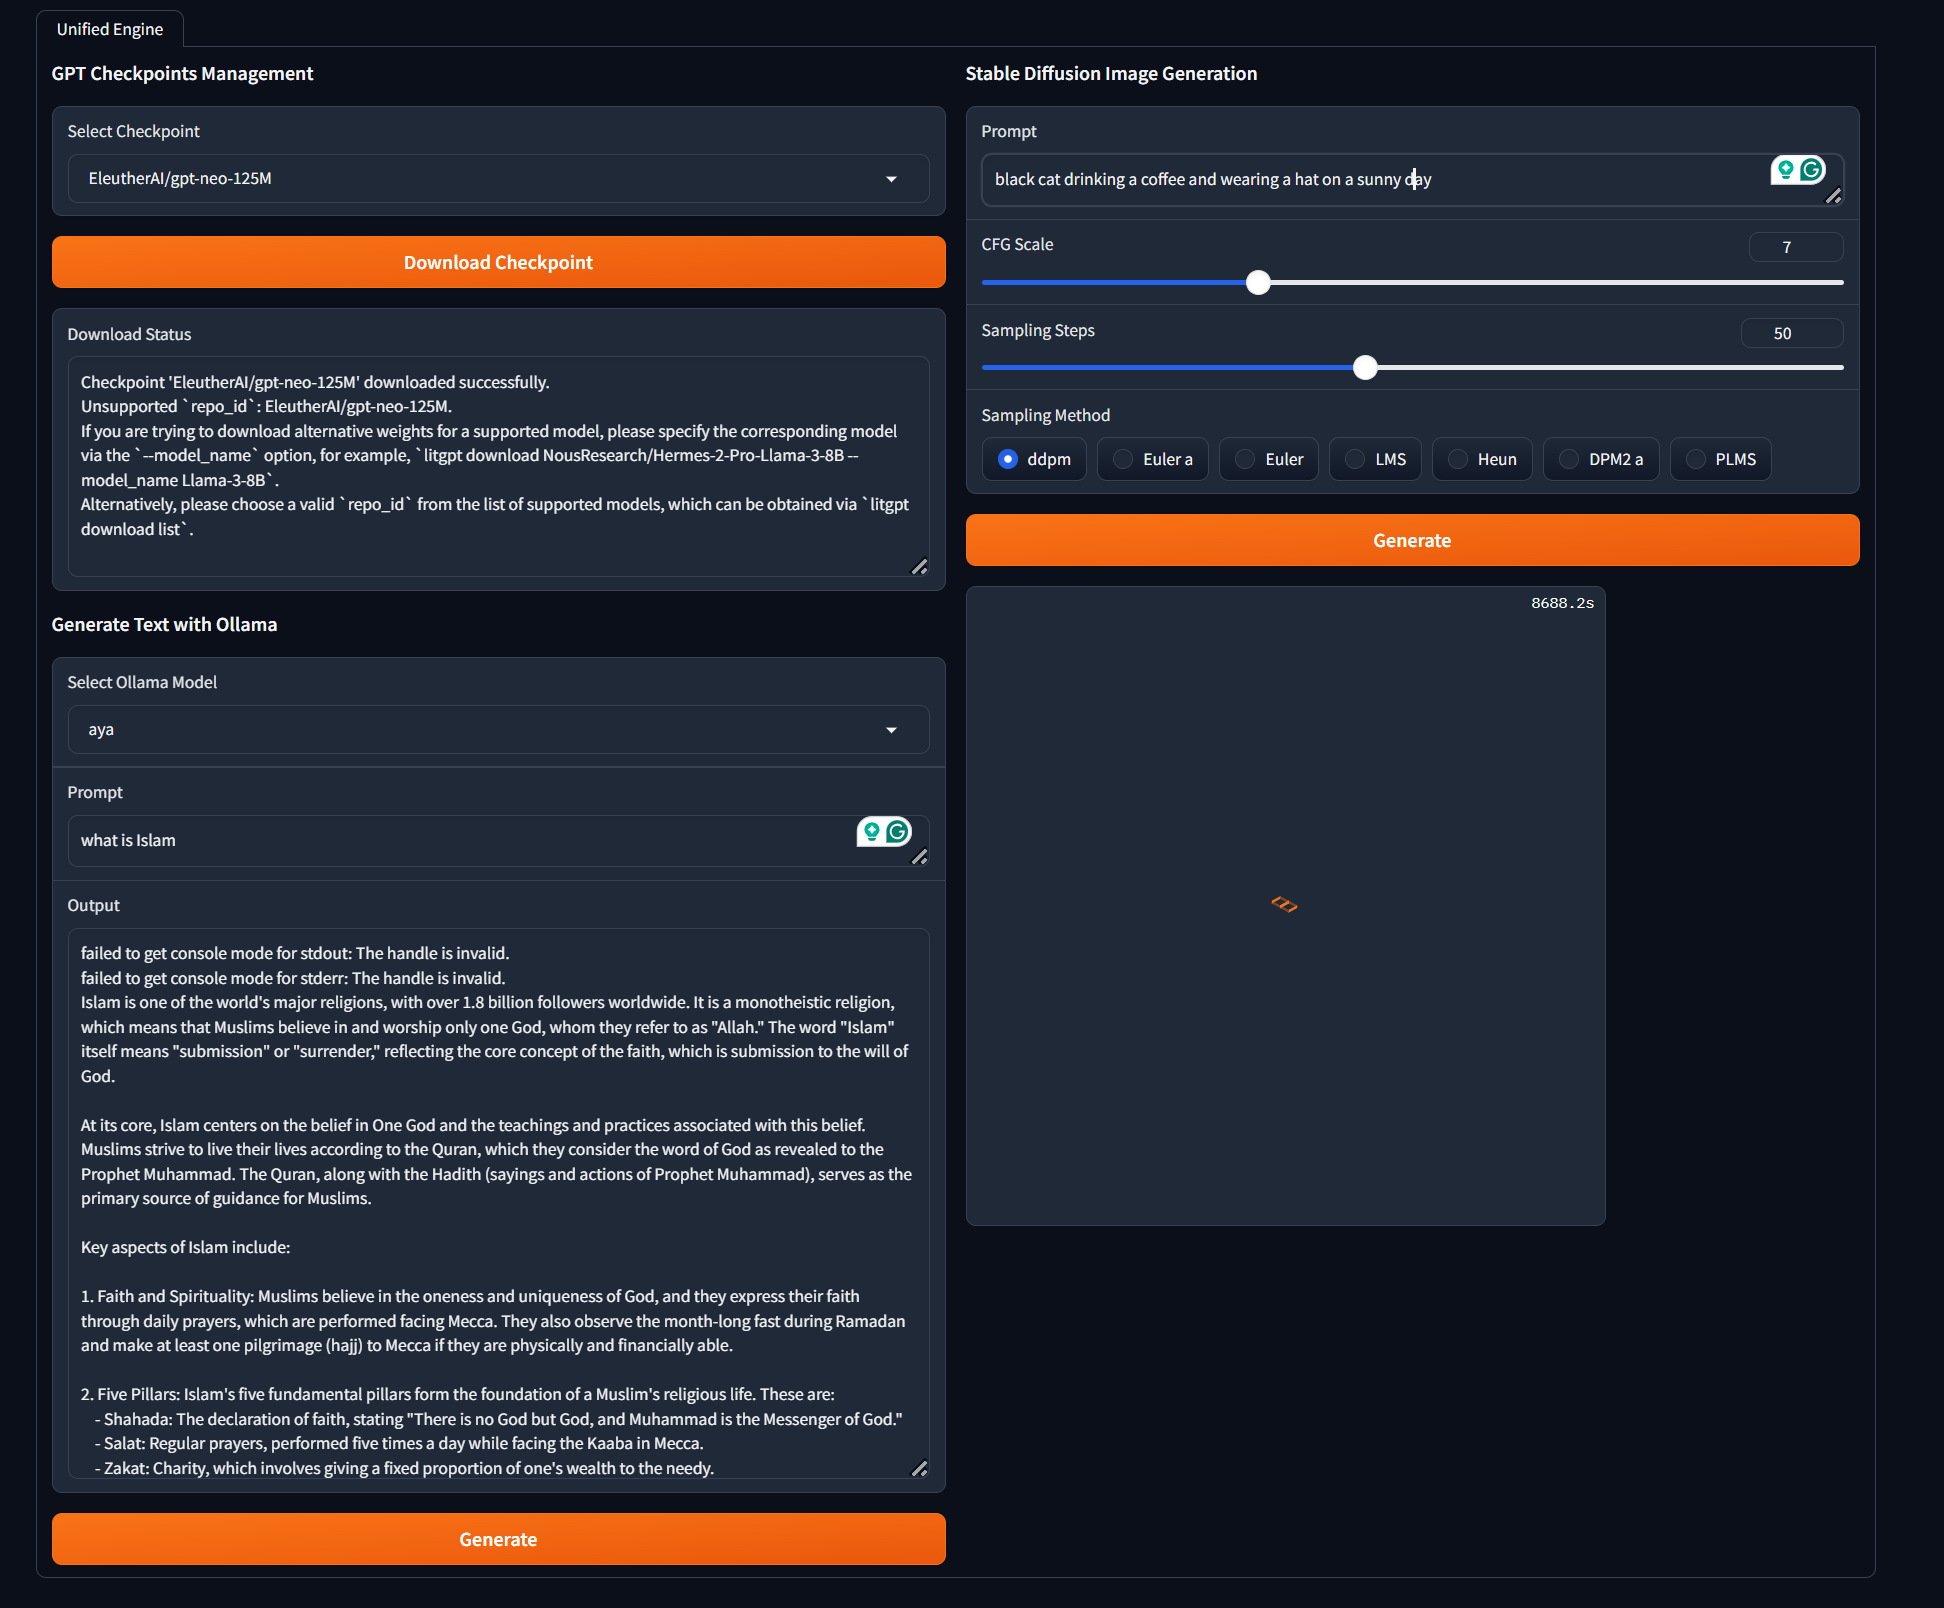 Unified Engine
GPT Checkpoints Management
Select Checkpoint
EleutherAI/gpt-neo-125M
Download Checkpoint
Download Status
Checkpoint 'EleutherAI/gpt-neo-125M' downloaded successfully.
Unsupported `repo_id`: EleutherAI/gpt-neo-125M.
If you are trying to download alternative weights for a supported model, please specify the corresponding model
via the `--model_name` option, for example, `litgpt download NousResearch/Hermes-2-Pro-Llama-3-8B --
model_name Llama-3-8B`.
Alternatively, please choose a valid `repo_id` from the list of supported models, which can be obtained via `litgpt
download list`.
Generate Text with Ollama
Select Ollama Model
aya
Prompt
what is Islam
Output
failed to get console mode for stdout: The handle is invalid.
failed to get console mode for stderr: The handle is invalid.
Islam is one of the world's major religions, with over 1.8 billion followers worldwide. It is a monotheistic religion,
which means that Muslims believe in and worship only one God, whom they refer to as "Allah." The word "Islam"
itself means "submission" or "surrender," reflecting the core concept of the faith, which is submission to the will of
God.
At its core, Islam centers on the belief in One God and the teachings and practices associated with this belief.
Muslims strive to live their lives according to the Quran, which they consider the word of God as revealed to the
Prophet Muhammad. The Quran, along with the Hadith (sayings and actions of Prophet Muhammad), serves as the
primary source of guidance for Muslims.
Key aspects of Islam include:
1. Faith and Spirituality: Muslims believe in the oneness and uniqueness of God, and they express their faith
through daily prayers, which are performed facing Mecca. They also observe the month-long fast during Ramadan
and make at least one pilgrimage (hajj) to Mecca if they are physically and financially able.
2. Five Pillars: Islam's five fundamental pillars form the foundation of a Muslim's religious life. These are:
- Shahada: The declaration of faith, stating "There is no God but God, and Muhammad is the Messenger of God."
- Salat: Regular prayers, performed five times a day while facing the Kaaba in Mecca.
- Zakat: Charity, which involves giving a fixed proportion of one's wealth to the needy.
Generate
Stable Diffusion Image Generation
Prompt
black cat drinking a coffee and wearing a hat on a sunny day
CFG Scale
7
Sampling Steps
50
Sampling Method
ddpm
Euler a
Euler
LMS
Heun
DPM2 a
PLMS
Generate
8688.2s